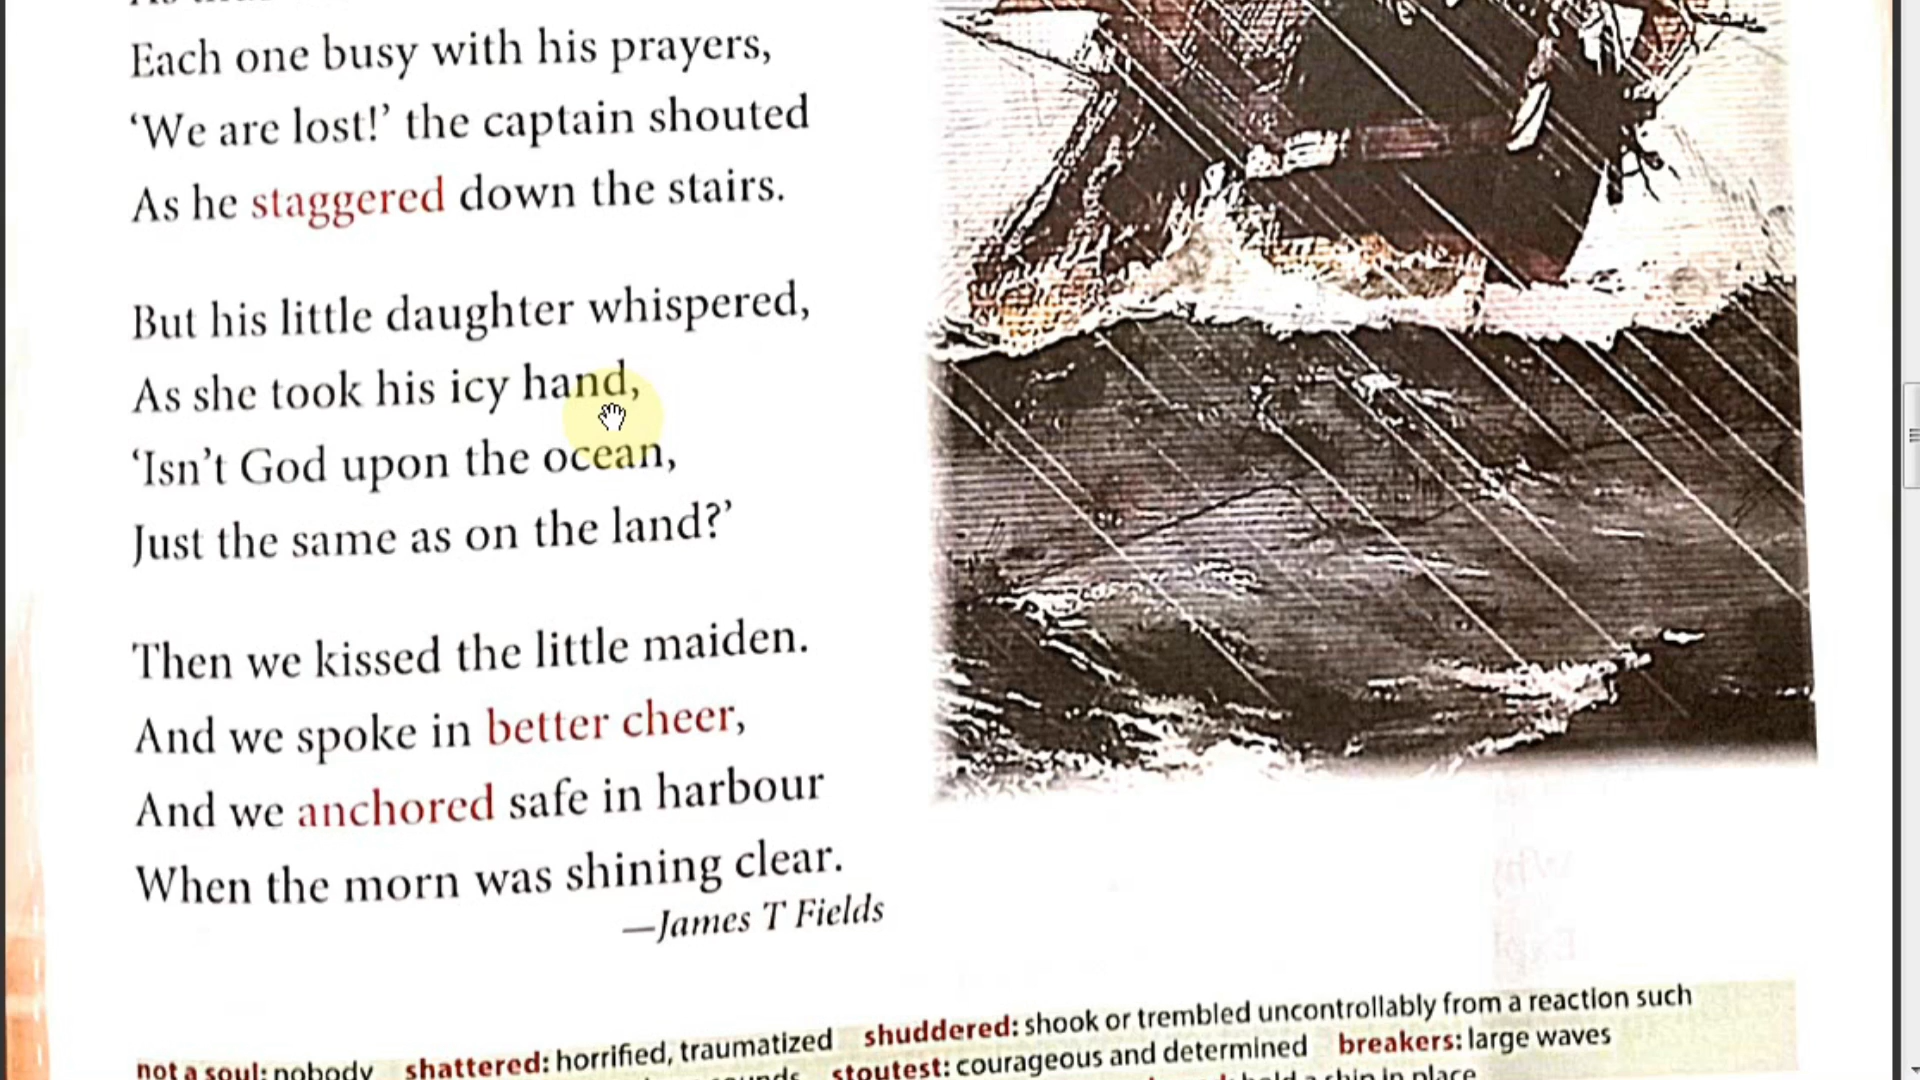 Each one busy with his prayers,
‘We are lost!’ the captain shouted
As he staggered down the stairs.
But his little daughter whispered,
As she took his icy hand,
‘Isn’t God upon the ocean,
Just the same as on the land?’
Then we kissed the little maiden.
And we spoke in better cheer,
And we anchored safe in harbour
When the morn was shining clear.
—James T Fields
not a soul: nobody shattered: horrified, traumatized shuddered: shook or trembled uncontrollably from a reaction such
stoutest: courageous and determined breakers: large waves